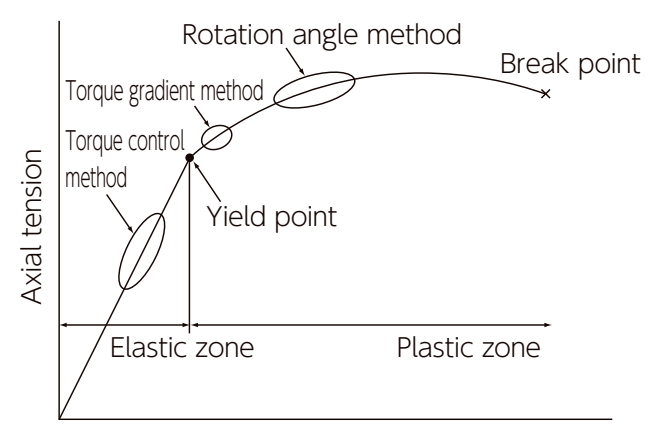 Rotation angle method
Break point
Torque gradient method
Torque control
method
Yield point
Axial tension
Elastic zone
Plastic zone